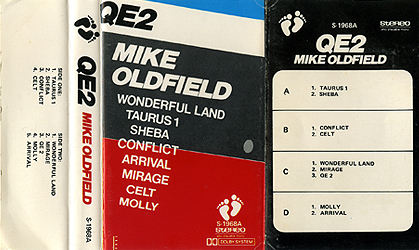 SIDE ONE:
1. TAURUS 1
2. SHEBA
3. CONFLICT
4. CELT
SIDE TWO:
1. WONDERFUL LAND
2. MIRAGE
3. QE 2
4. MOLLY
5. ARRIVAL
QE2 MIKE OLDFIELD
S-1968A
QE2
MIKE
OLDFIELD
WONDERFUL LAND
TAURUS 1
SHEBA
CONFLICT
ARRIVAL
MIRAGE
CELT
MOLLY
S-1968A
STEREO
DOLBY SYSTEM
S-1968A
STEREO
QE2
MIKE OLDFIELD
A
1. TAURUS 1
2. SHEBA
B
1. CONFLICT
2. CELT
C
1. WONDERFUL LAND
2. MIRAGE
3. QE 2
D
1. MOLLY
2. ARRIVAL